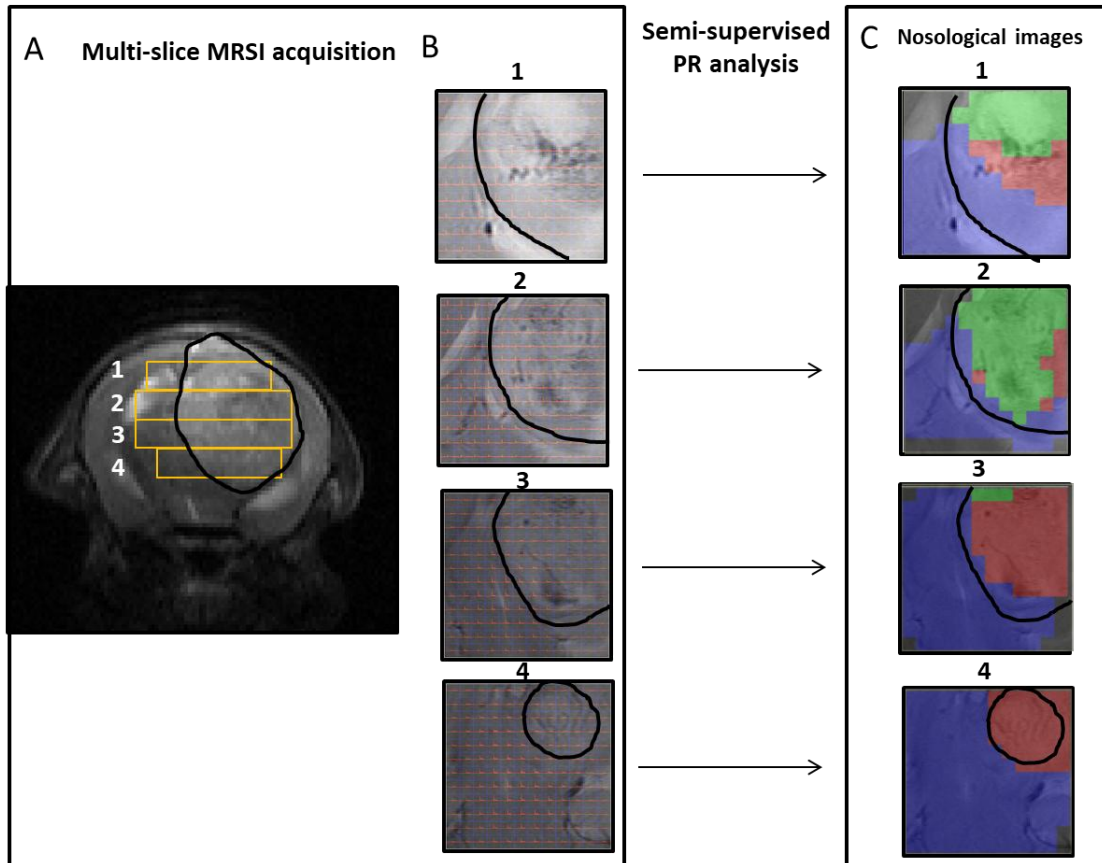 A
Multi-slice MRSI acquisition
B
1
2
3
4
1
2
3
4
Semi-supervised
PR analysis
C
Nosological images
1
2
3
4